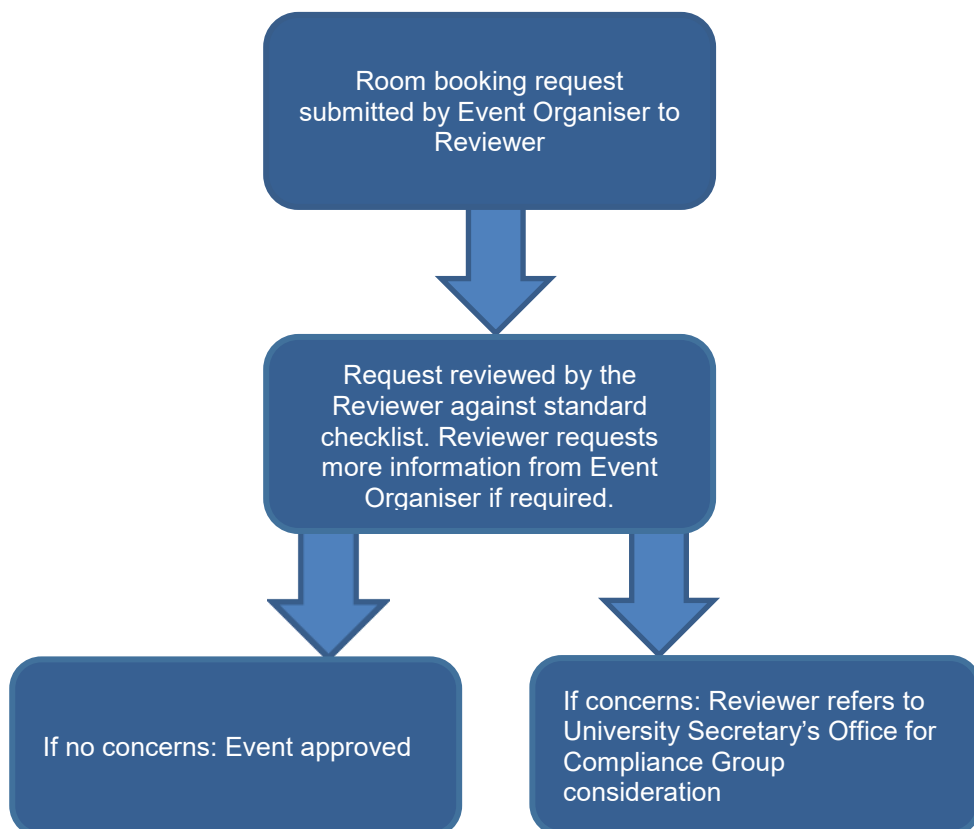 Room booking request
submitted by Event Organiser to
Reviewer
Request reviewed by the
Reviewer against standard
checklist. Reviewer requests
more information from Event
Organiser if required.
If no concerns: Event approved
If concerns: Reviewer refers to
University Secretary’s Office for
Compliance Group
consideration